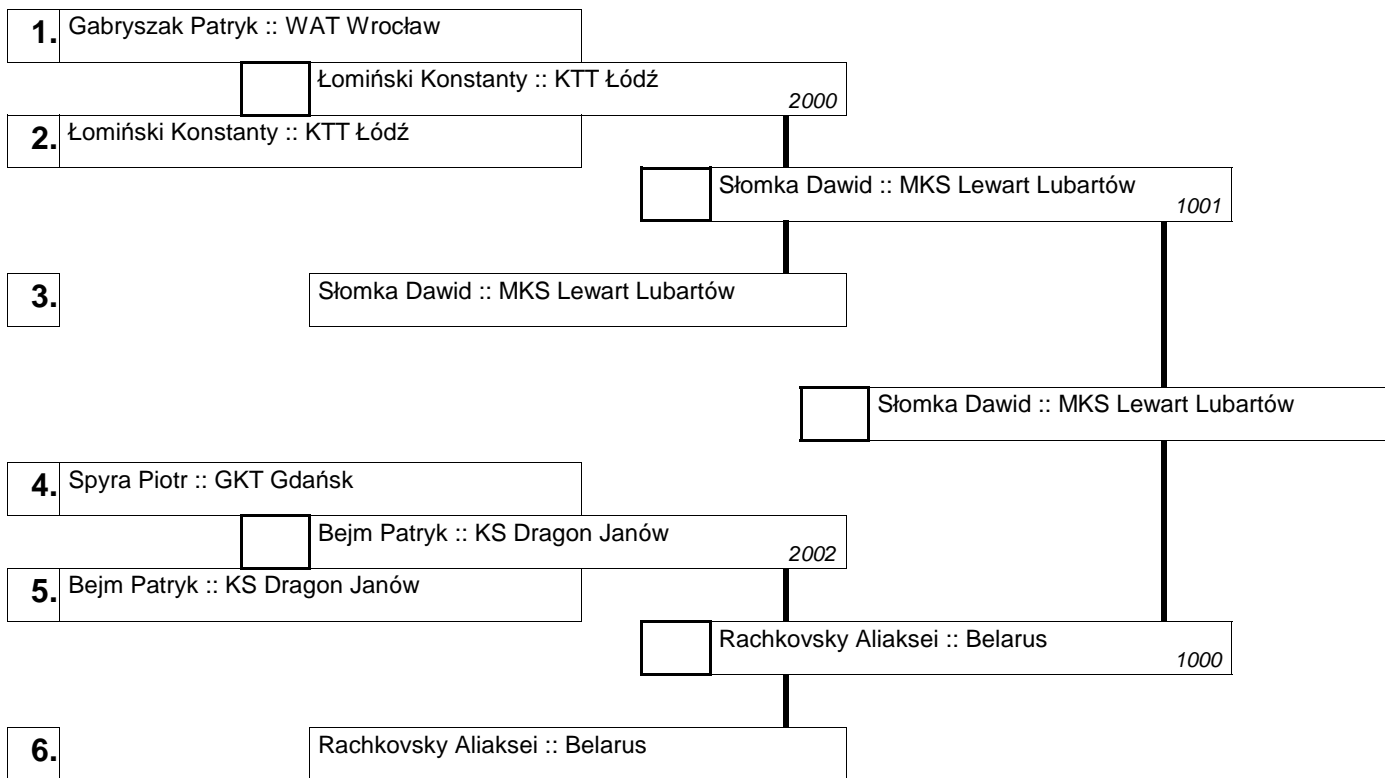 1. Gabryszak Patryk :: WAT Wrocław
Łomiński Konstanty :: KTT Łódź
2000
2. Łomiński Konstanty :: KTT Łódź
Słomka Dawid :: MKS Lewart Lubartów
1001
3. Słomka Dawid :: MKS Lewart Lubartów
Słomka Dawid :: MKS Lewart Lubartów
4. Spyra Piotr :: GKT Gdańsk
Bejm Patryk :: KS Dragon Janów
2002
5. Bejm Patryk :: KS Dragon Janów
Rachkovsky Aliaksei :: Belarus
1000
6. Rachkovsky Aliaksei :: Belarus